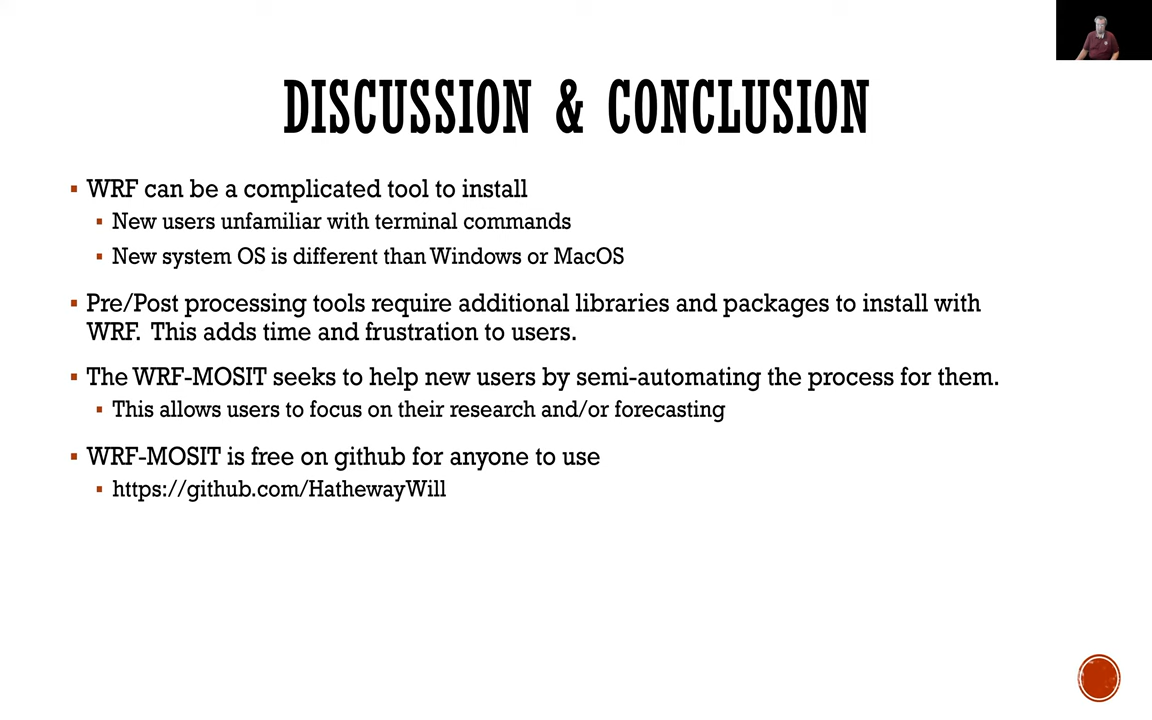 DISCUSSION & CONCLUSION
WRF can be a complicated tool to install
New users unfamiliar with terminal commands
New system OS is different than Windows or MacOS
Pre/Post processing tools require additional libraries and packages to install with
WRF. This adds time and frustration to users.
The WRF-MOSIT seeks to help new users by semi-automating the process for them.
This allows users to focus on their research and/or forecasting
WRF-MOSIT is free on github for anyone to use
https://github.com/HathewayWill